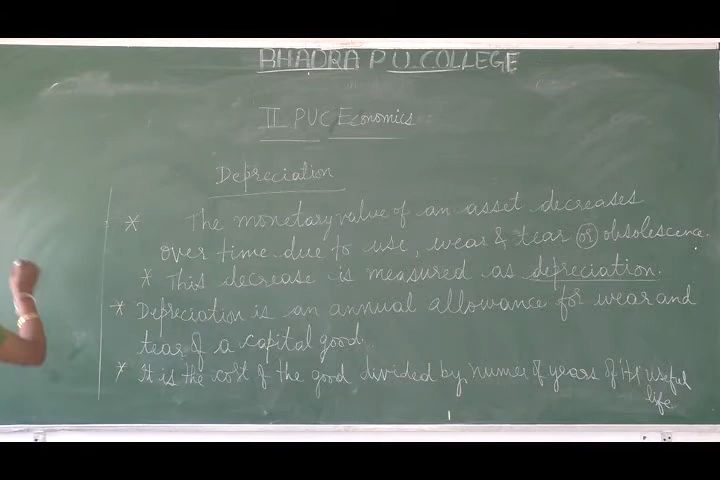 BHADRA P U COLLEGE
II PUC Economics
Depreciation
* The monetary value of an asset decreases
over time due to use, wear & tear or obsolescence.
* This decrease is measured as depreciation.
* Depreciation is an annual allowance for wear and
tear of a capital good.
* It is the cost of the good divided by numer of years of its useful
life